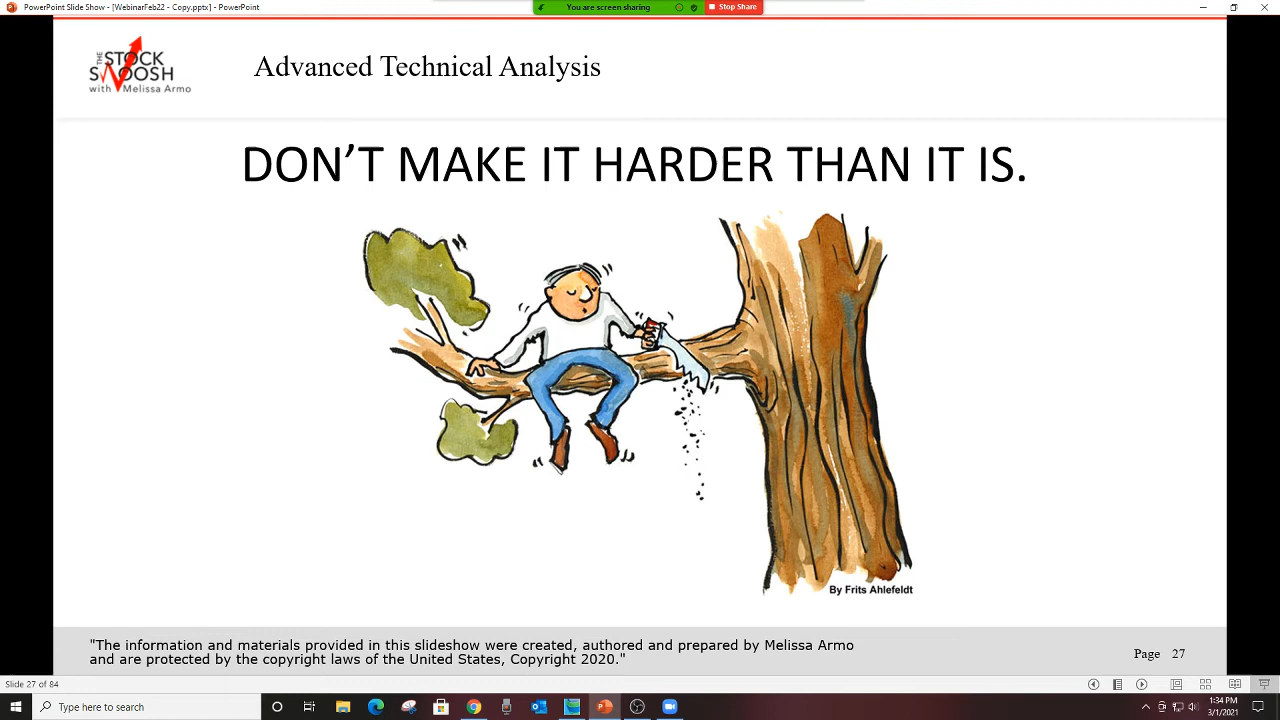 PowerPoint Slide Show - [WebinarFeb22 - Copy.pptx] - PowerPoint
You are screen sharing
Stop Share
THE
STOCK
SWOOSH
with Melissa Armo
Advanced Technical Analysis
DON’T MAKE IT HARDER THAN IT IS.
By Frits Ahlefeldt
"The information and materials provided in this slideshow were created, authored and prepared by Melissa Armo
and are protected by the copyright laws of the United States, Copyright 2020."
Page 27
Slide 27 of 84
Type here to search
1:34 PM
3/1/2021